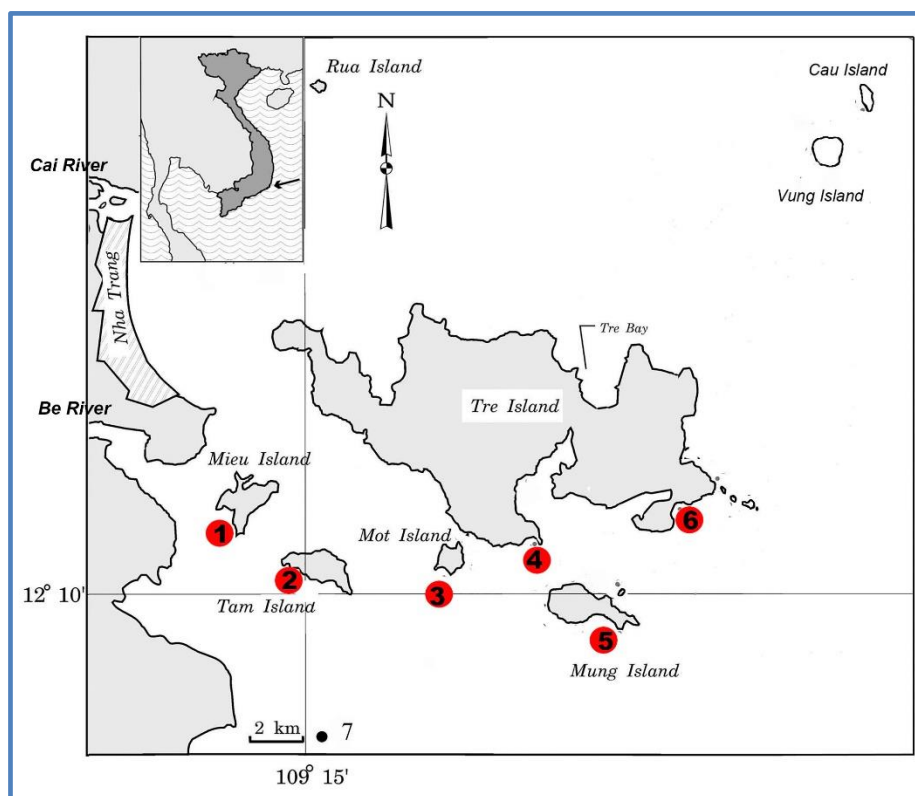 Rua Island
Cau Island
N
Cai River
Vung Island
Nha Trang
Tre Bay
Tre Island
Be River
Mieu Island
1
Mot Island
6
4
2
3
12° 10'
Tam Island
5
Mung Island
2 km
7
109° 15'